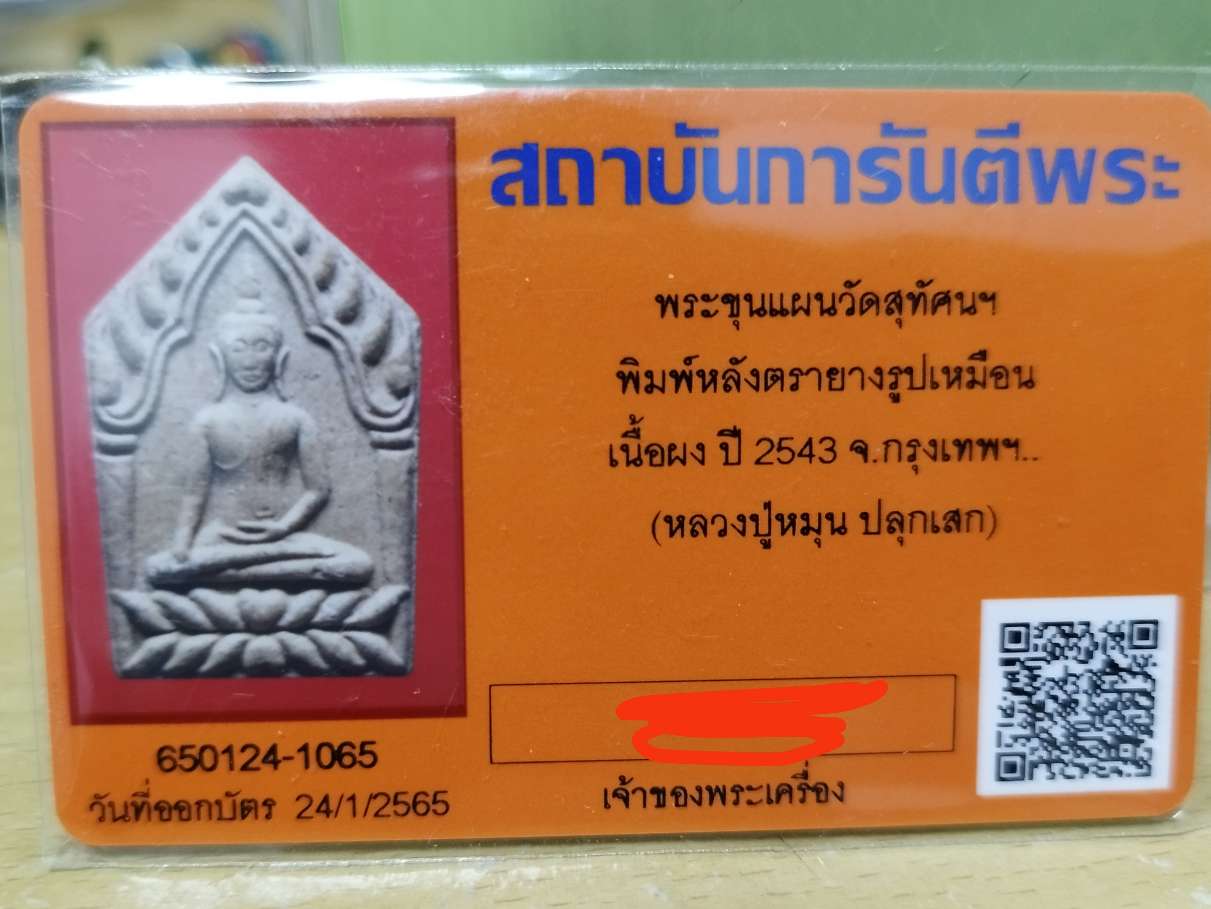 สถาบันการันตีพระ
พระขุนแผนวัดสุทัศนฯ
พิมพ์หลังตรายางรูปเหมือน
เนื้อผง ปี 2543 จ.กรุงเทพฯ..
(หลวงปู่หมุน ปลุกเสก)
650124-1065
วันที่ออกบัตร 24/1/2565
เจ้าของพระเครื่อง